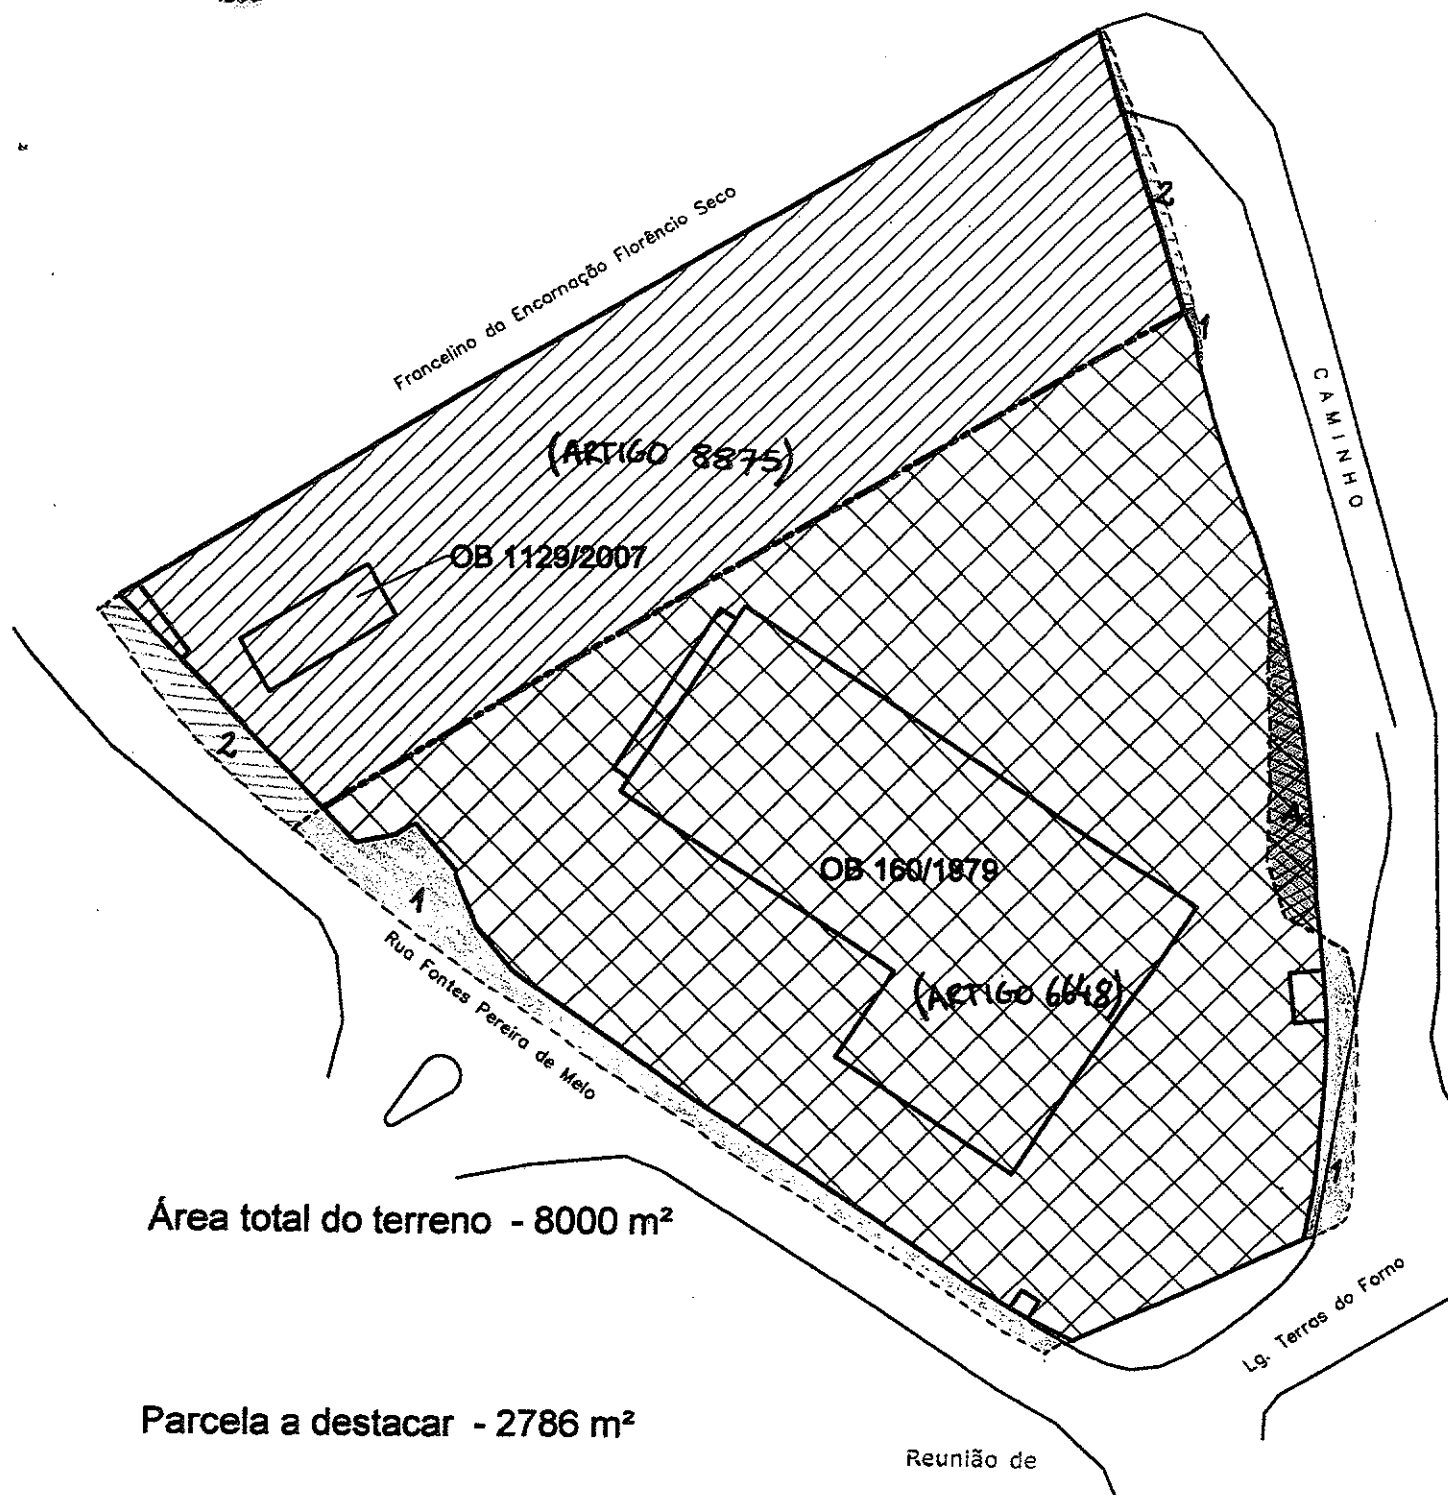 2
Francelino da Encarnação Florêncio Seco
1
CAMINHO
(ARTIGO 8875)
OB 1129/2007
2
1
OB 160/1979
Rua Fontes Pereira de Melo
(ARTIGO 6648)
1
Área total do terreno - 8000 m²
Lg. Terras do Forno
Parcela a destacar - 2786 m²
Reunião de